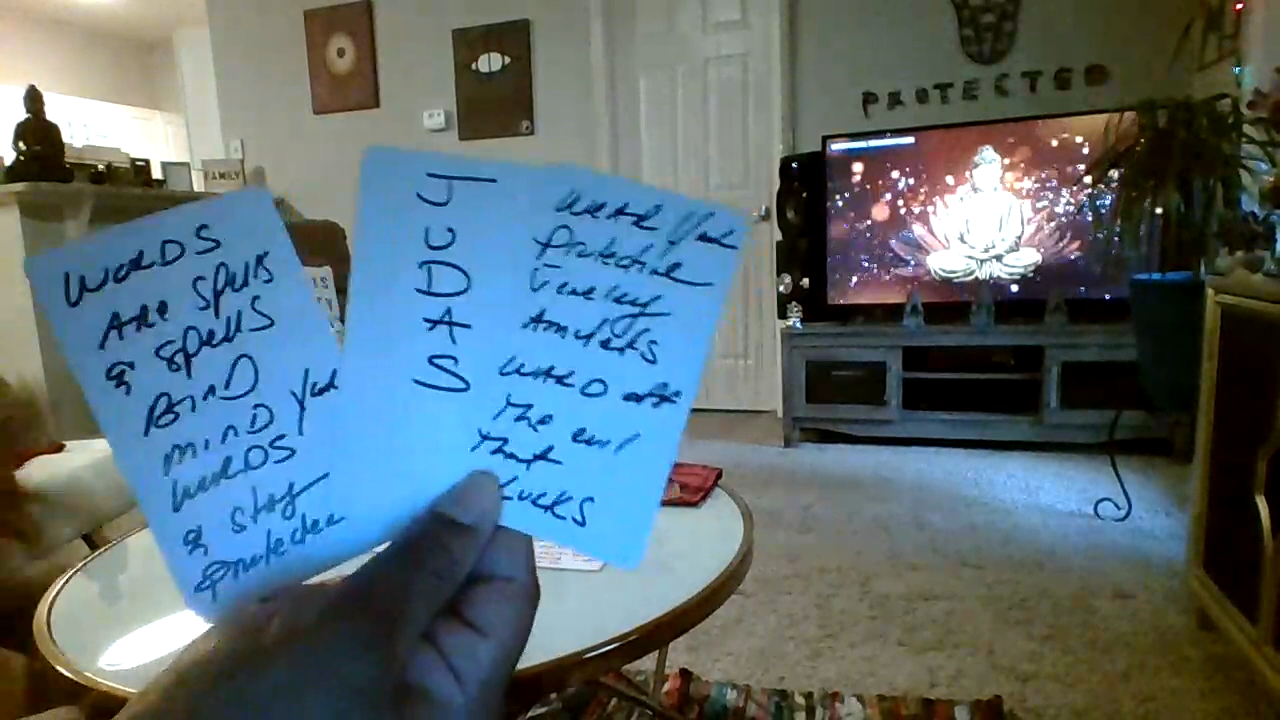 WORDS
Are Spells
& Spells
BinD
minD your
WORDS
& stay
protected
J
U
D
A
S
WEAR your
protective
Jewelry
Amulets
WARD off
The evil
That
LURKS
FAMILY
PROTECTED